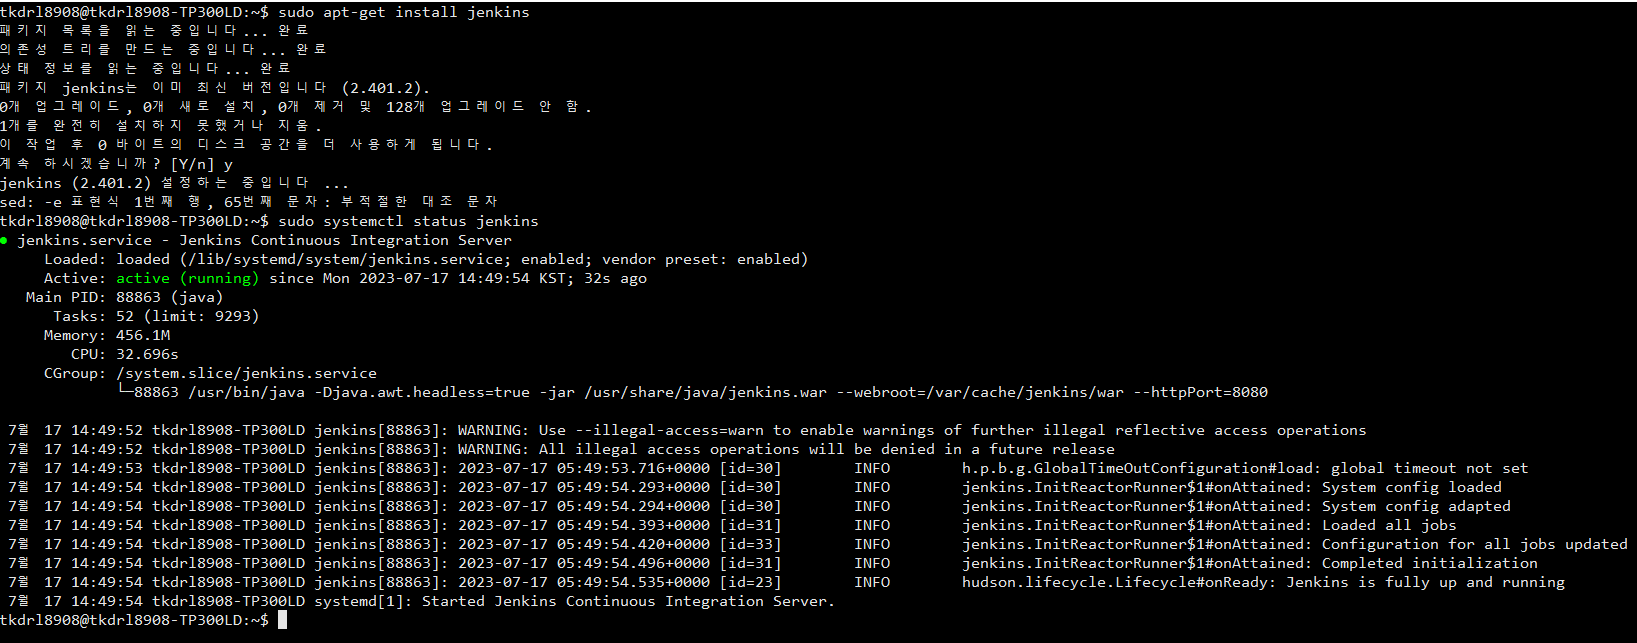 tkdrl8908@tkdrl8908-TP300LD:~$ sudo apt-get install jenkins
패키지 목록을 읽는 중입니다... 완료
의존성 트리를 만드는 중입니다... 완료
상태 정보를 읽는 중입니다... 완료
패키지 jenkins는 이미 최신 버전입니다 (2.401.2).
0개 업그레이드, 0개 새로 설치, 0개 제거 및 128개 업그레이드 안 함.
1개를 완전히 설치하지 못했거나 지움.
이 작업 후 0 바이트의 디스크 공간을 더 사용하게 됩니다.
계속 하시겠습니까? [Y/n] y
jenkins (2.401.2) 설정하는 중입니다 ...
sed: -e 표현식 1번째 행, 65번째 문자: 부적절한 대조 문자
tkdrl8908@tkdrl8908-TP300LD:~$ sudo systemctl status jenkins
● jenkins.service - Jenkins Continuous Integration Server
Loaded: loaded (/lib/systemd/system/jenkins.service; enabled; vendor preset: enabled)
Active: active (running) since Mon 2023-07-17 14:49:54 KST; 32s ago
Main PID: 88863 (java)
Tasks: 52 (limit: 9293)
Memory: 456.1M
CPU: 32.696s
CGroup: /system.slice/jenkins.service
└─88863 /usr/bin/java -Djava.awt.headless=true -jar /usr/share/java/jenkins.war --webroot=/var/cache/jenkins/war --httpPort=8080
7월 17 14:49:52 tkdrl8908-TP300LD jenkins[88863]: WARNING: Use --illegal-access=warn to enable warnings of further illegal reflective access operations
7월 17 14:49:52 tkdrl8908-TP300LD jenkins[88863]: WARNING: All illegal access operations will be denied in a future release
7월 17 14:49:53 tkdrl8908-TP300LD jenkins[88863]: 2023-07-17 05:49:53.716+0000 [id=30] INFO h.p.b.g.GlobalTimeOutConfiguration#load: global timeout not set
7월 17 14:49:54 tkdrl8908-TP300LD jenkins[88863]: 2023-07-17 05:49:54.293+0000 [id=30] INFO jenkins.InitReactorRunner$1#onAttained: System config loaded
7월 17 14:49:54 tkdrl8908-TP300LD jenkins[88863]: 2023-07-17 05:49:54.294+0000 [id=30] INFO jenkins.InitReactorRunner$1#onAttained: System config adapted
7월 17 14:49:54 tkdrl8908-TP300LD jenkins[88863]: 2023-07-17 05:49:54.393+0000 [id=31] INFO jenkins.InitReactorRunner$1#onAttained: Loaded all jobs
7월 17 14:49:54 tkdrl8908-TP300LD jenkins[88863]: 2023-07-17 05:49:54.420+0000 [id=33] INFO jenkins.InitReactorRunner$1#onAttained: Configuration for all jobs updated
7월 17 14:49:54 tkdrl8908-TP300LD jenkins[88863]: 2023-07-17 05:49:54.496+0000 [id=31] INFO jenkins.InitReactorRunner$1#onAttained: Completed initialization
7월 17 14:49:54 tkdrl8908-TP300LD jenkins[88863]: 2023-07-17 05:49:54.535+0000 [id=23] INFO hudson.lifecycle.Lifecycle#onReady: Jenkins is fully up and running
7월 17 14:49:54 tkdrl8908-TP300LD systemd[1]: Started Jenkins Continuous Integration Server.
tkdrl8908@tkdrl8908-TP300LD:~$